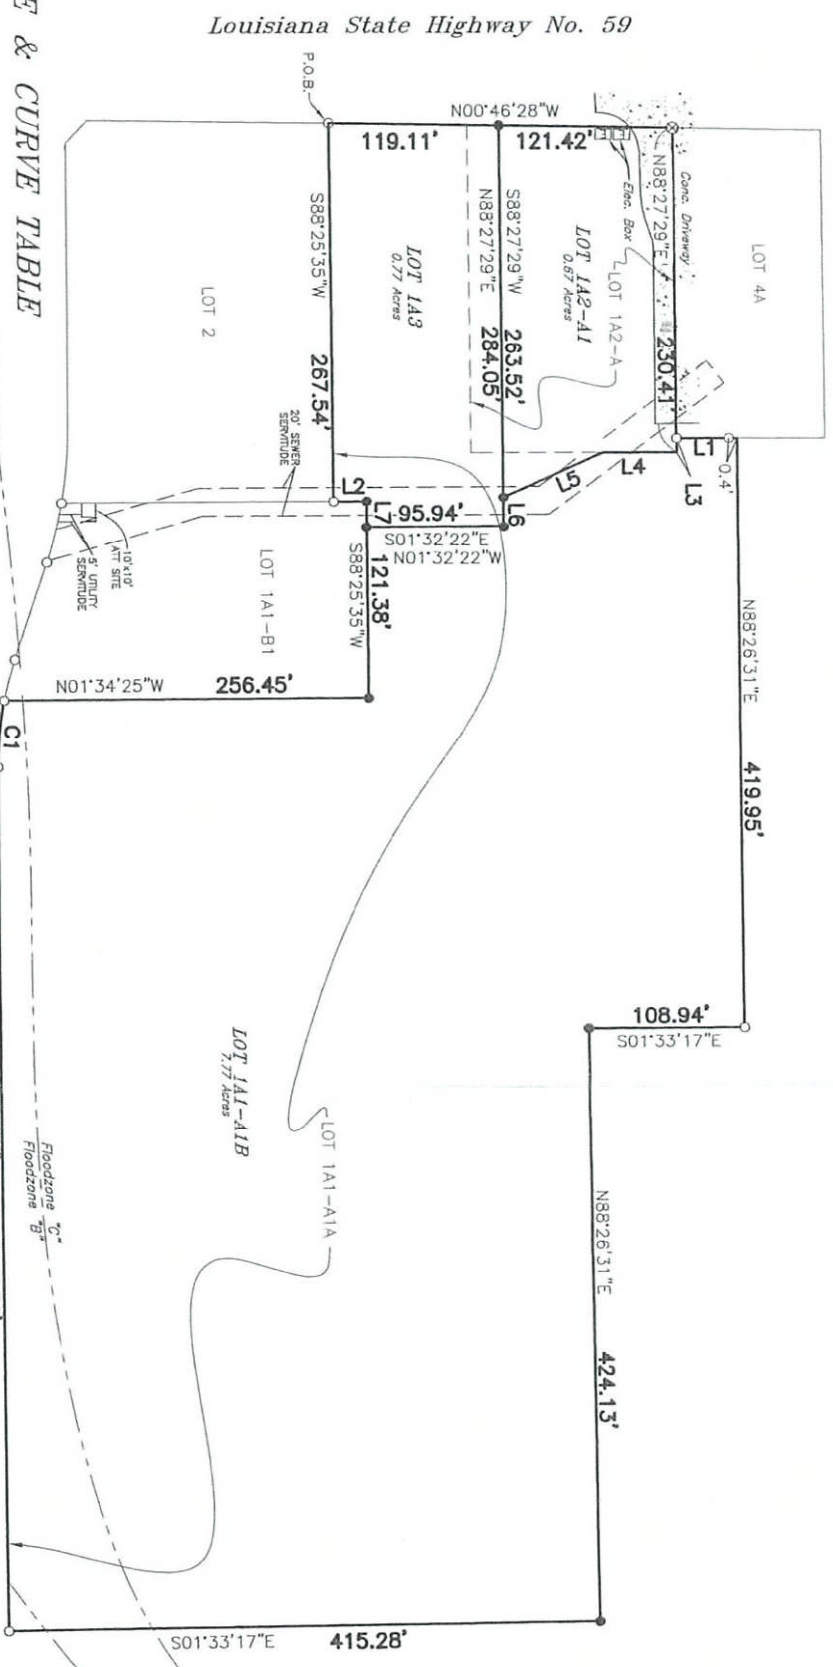 Louisiana State Highway No. 59
E & CURVE TABLE
P.O.B.
N00°46'28"W
119.11'
121.42'
N88°27'29"E
230.41
Conc. Driveway
Elec. Box
LOT 4A
LOT 1A2-A
LOT 1A2-A1
0.67 Acres
S88°27'29"W
263.52'
N88°27'29"E
284.05'
LOT 1A3
0.77 Acres
S88°25'35"W
267.54'
LOT 2
20' SEWER
SERVITUDE
L1
0.4'
L3
L4
L5
L6
L2
L7
95.94'
S01°32'22"E
N01°32'22"W
S88°25'35"W
121.38'
10'x10'
ATT SITE
5' UTILITY
SERVITUDE
LOT 1A1-B1
N01°34'25"W
256.45'
C1
N88°26'31"E
419.95'
108.94'
S01°33'17"E
LOT 1A1-A1B
7.77 Acres
LOT 1A1-A1A
N88°26'31"E
424.13'
Floodzone "C"
Floodzone "B"
S01°33'17"E
415.28'